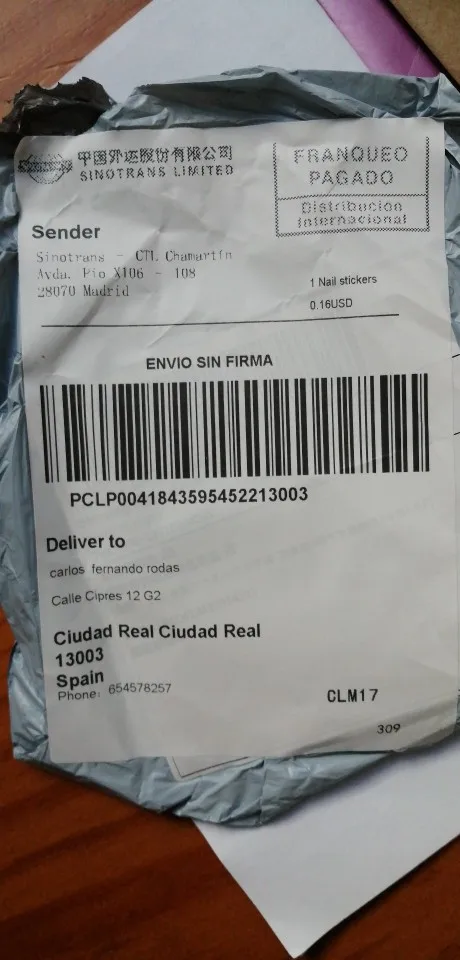 中国外运股份有限公司
SINOTRANS LIMITED
FRANQUEO
PAGADO
Distribucion
Internacional
Sender
Sinotrans - CTL Chamartín
Avda. Pio X106 - 108
28070 Madrid
1 Nail stickers
0.16USD
ENVIO SIN FIRMA
PCLP0041843595452213003
Deliver to
carlos fernando rodas
Calle Cipres 12 G2
Ciudad Real Ciudad Real
13003
Spain
Phone: 654578257
CLM17
309